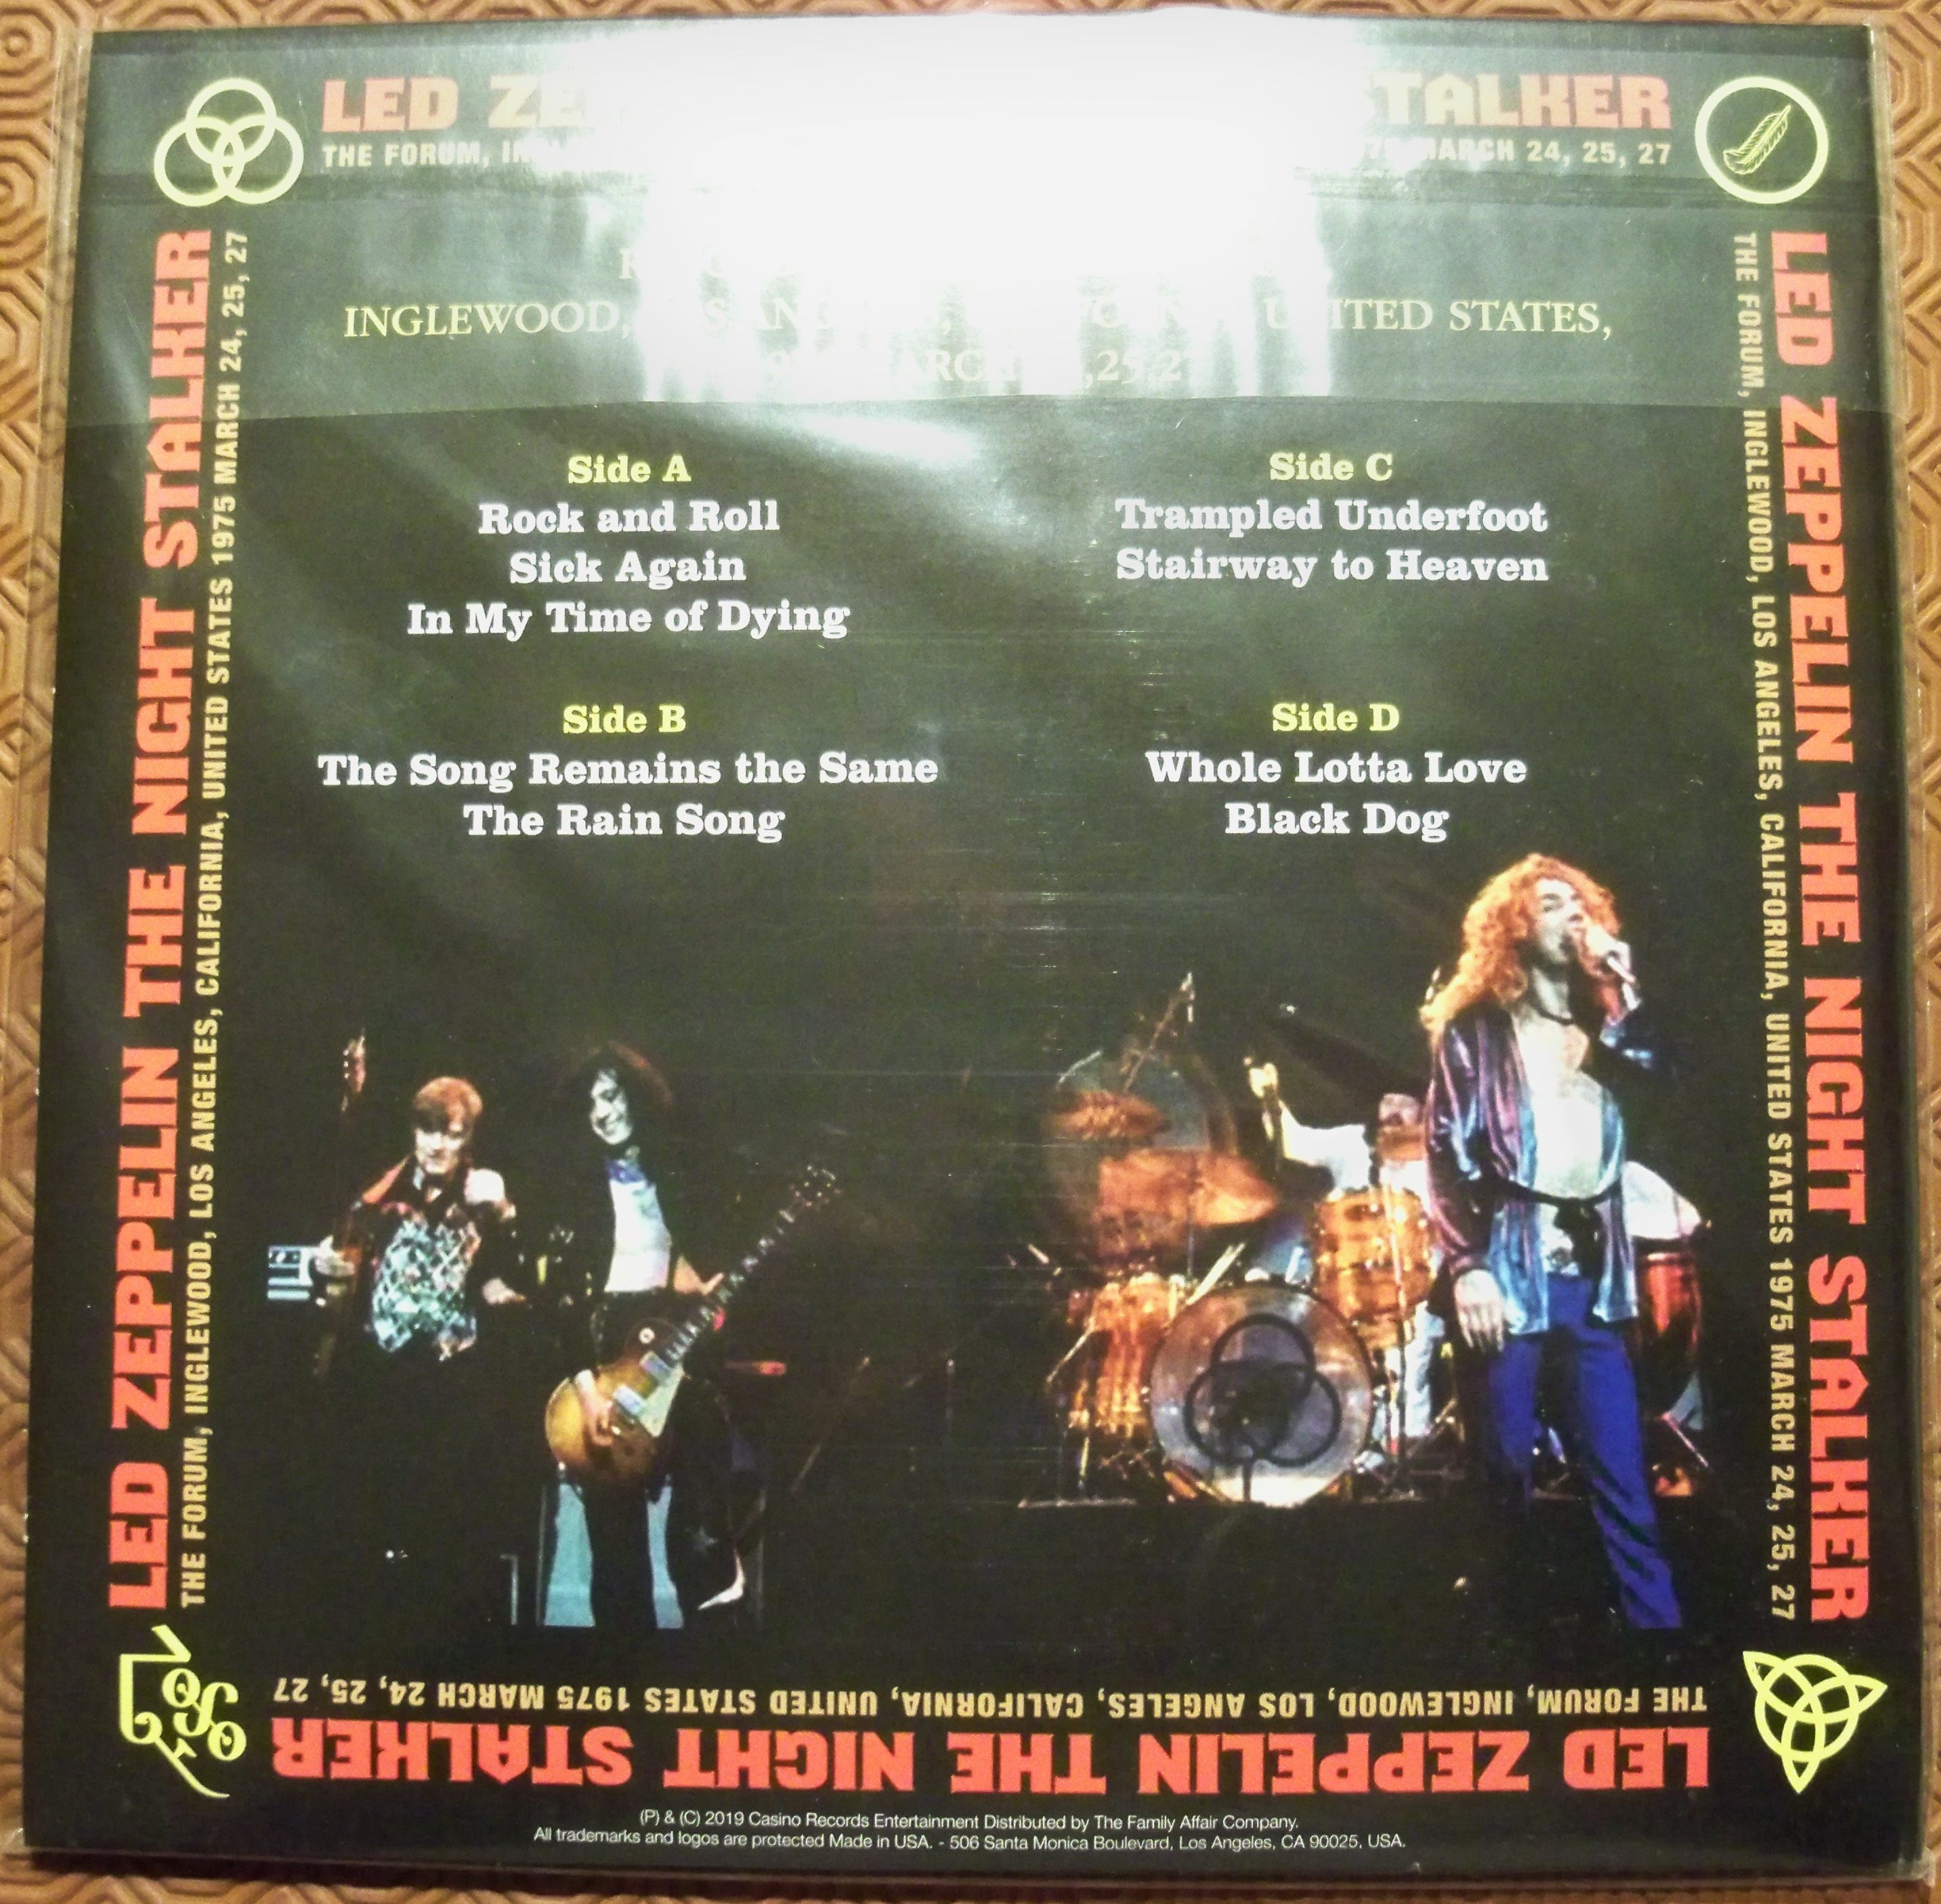 LED
STALKER
THE FORUM,
MARCH 24, 25, 27
INGLEWOOD, UNITED STATES,
Side A
Rock and Roll
Sick Again
In My Time of Dying
Side B
The Song Remains the Same
The Rain Song
Side C
Trampled Underfoot
Stairway to Heaven
Side D
Whole Lotta Love
Black Dog
LED ZEPPELIN THE NIGHT STALKER
THE FORUM, INGLEWOOD, LOS ANGELES, CALIFORNIA, UNITED STATES 1975 MARCH 24, 25, 27
LED ZEPPELIN THE NIGHT STALKER
THE FORUM, INGLEWOOD, LOS ANGELES, CALIFORNIA, UNITED STATES 1975 MARCH 24, 25, 27
LED ZEPPELIN THE NIGHT STALKER
THE FORUM, INGLEWOOD, LOS ANGELES, CALIFORNIA, UNITED STATES 1975 MARCH 24, 25, 27
(P) & (C) 2019 Casino Records Entertainment Distributed by The Family Affair Company.
All trademarks and logos are protected Made in USA. - 506 Santa Monica Boulevard, Los Angeles, CA 90025, USA.